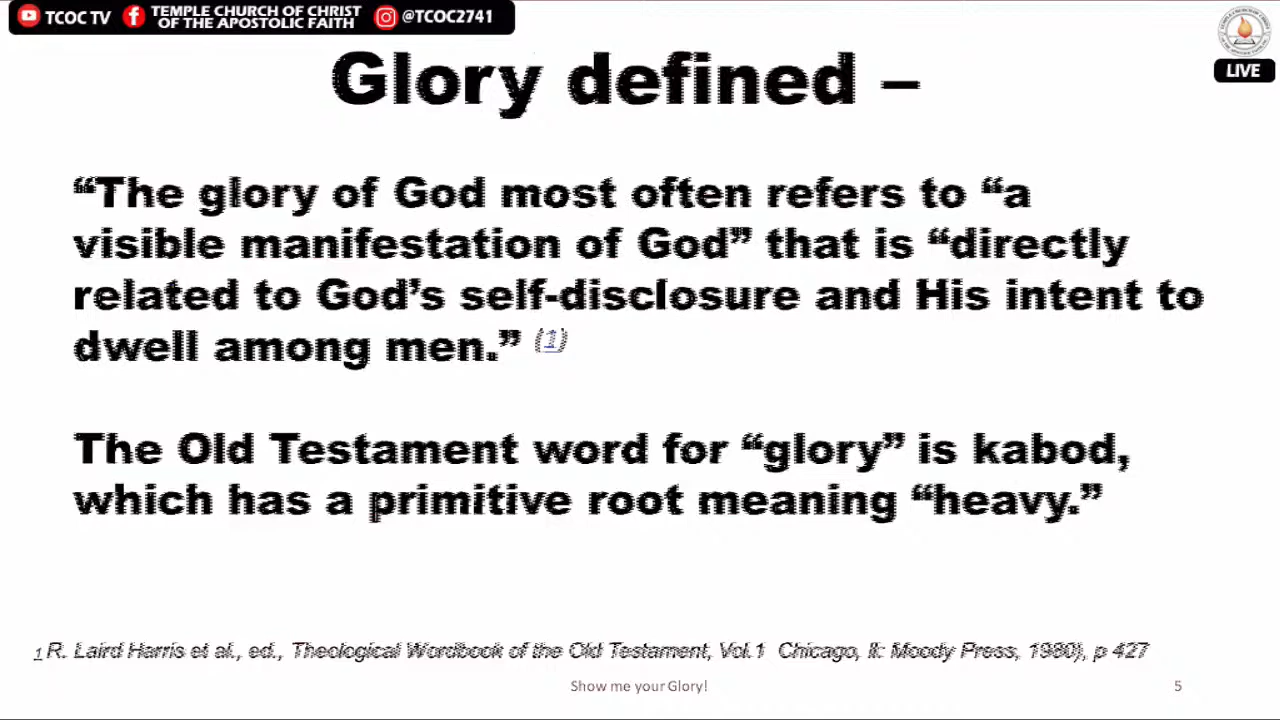 TCOC TV TEMPLE CHURCH OF CHRIST OF THE APOSTOLIC FAITH @TCOC2741
LIVE
Glory defined –
“The glory of God most often refers to “a
visible manifestation of God” that is “directly
related to God’s self-disclosure and His intent to
dwell among men.” (1)
The Old Testament word for “glory” is kabod,
which has a primitive root meaning “heavy.”
1 R. Laird Harris et al., ed., Theological Wordbook of the Old Testament, Vol.1 Chicago, Il: Moody Press, 1980), p 427
Show me your Glory! 5